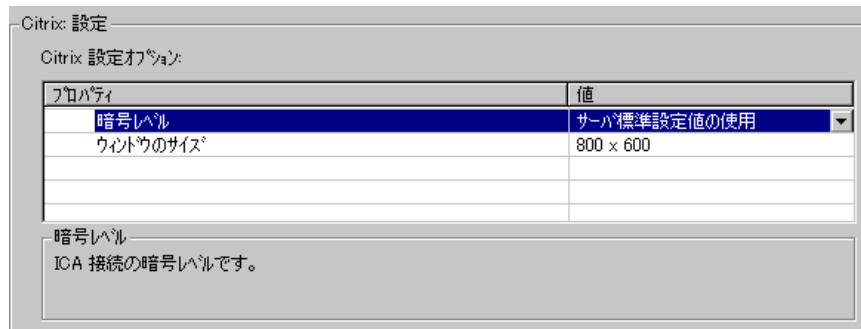 Citrix: 設定
Citrix 設定オプション:
プロパティ 値
暗号レベル サーバ標準設定値の使用
ウィンドウのサイズ 800 x 600
暗号レベル
ICA 接続の暗号レベルです。